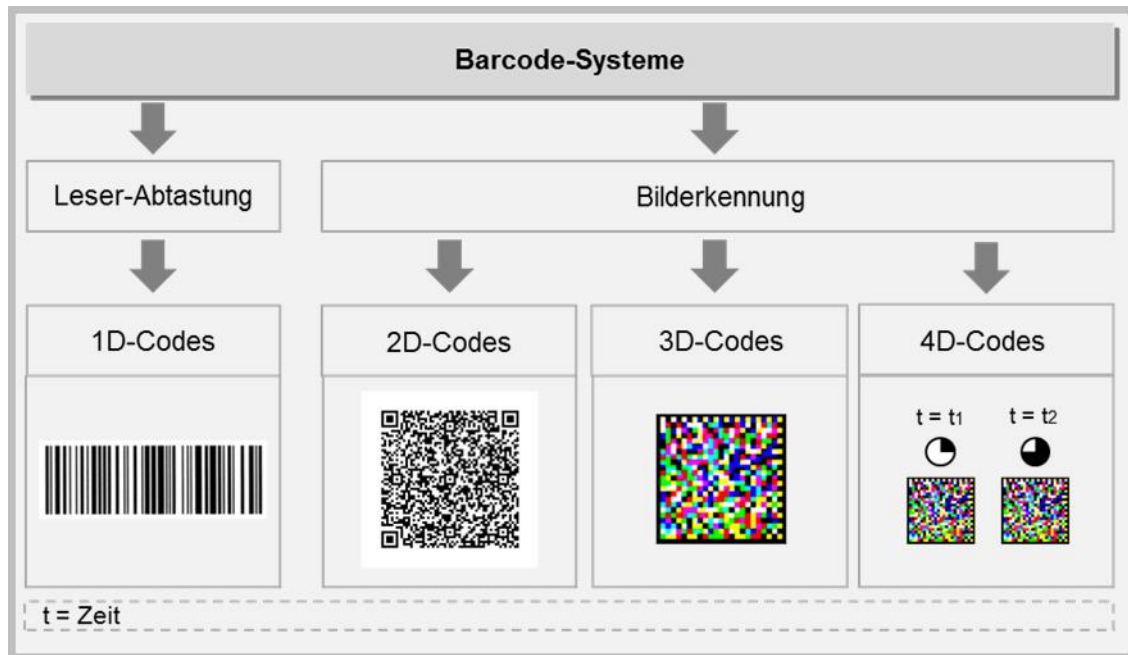 Barcode-Systeme
Leser-Abtastung
Bilderkennung
1D-Codes
2D-Codes
3D-Codes
4D-Codes
t = t1
t = t2
t = Zeit